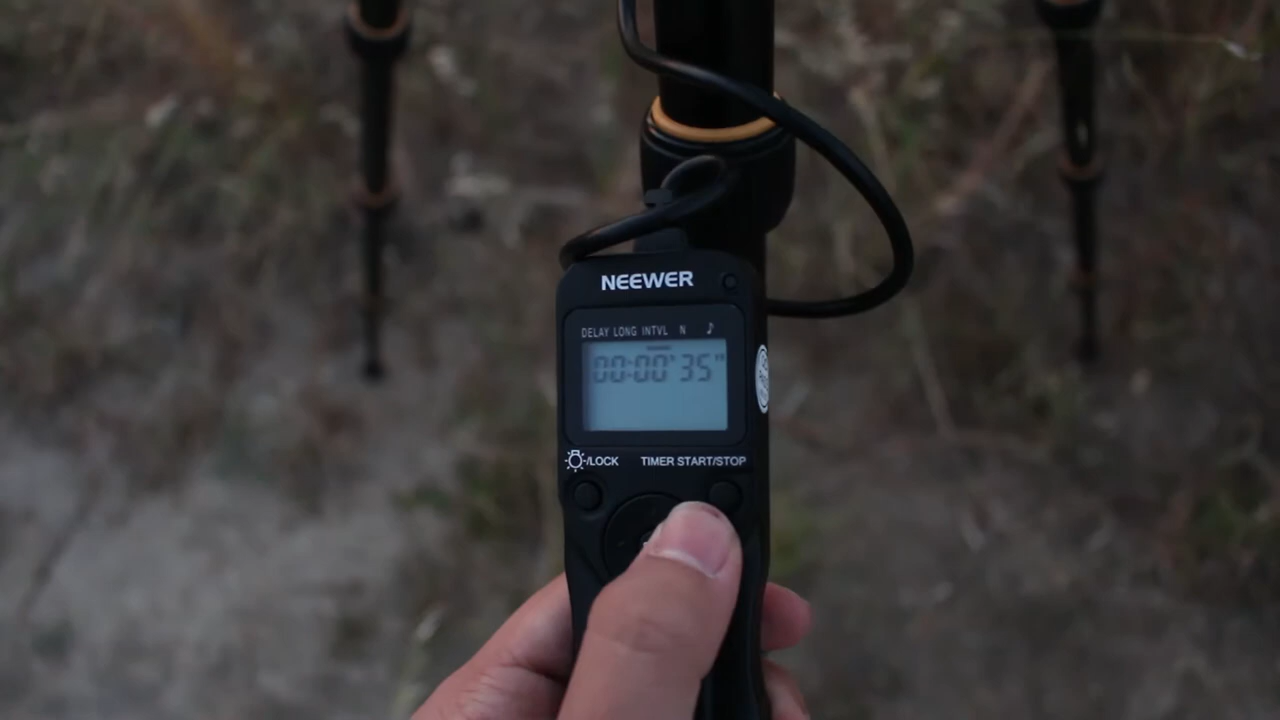 NEEWER
DELAY LONG INTVL N ♪
00:00'35"
/LOCK TIMER START/STOP